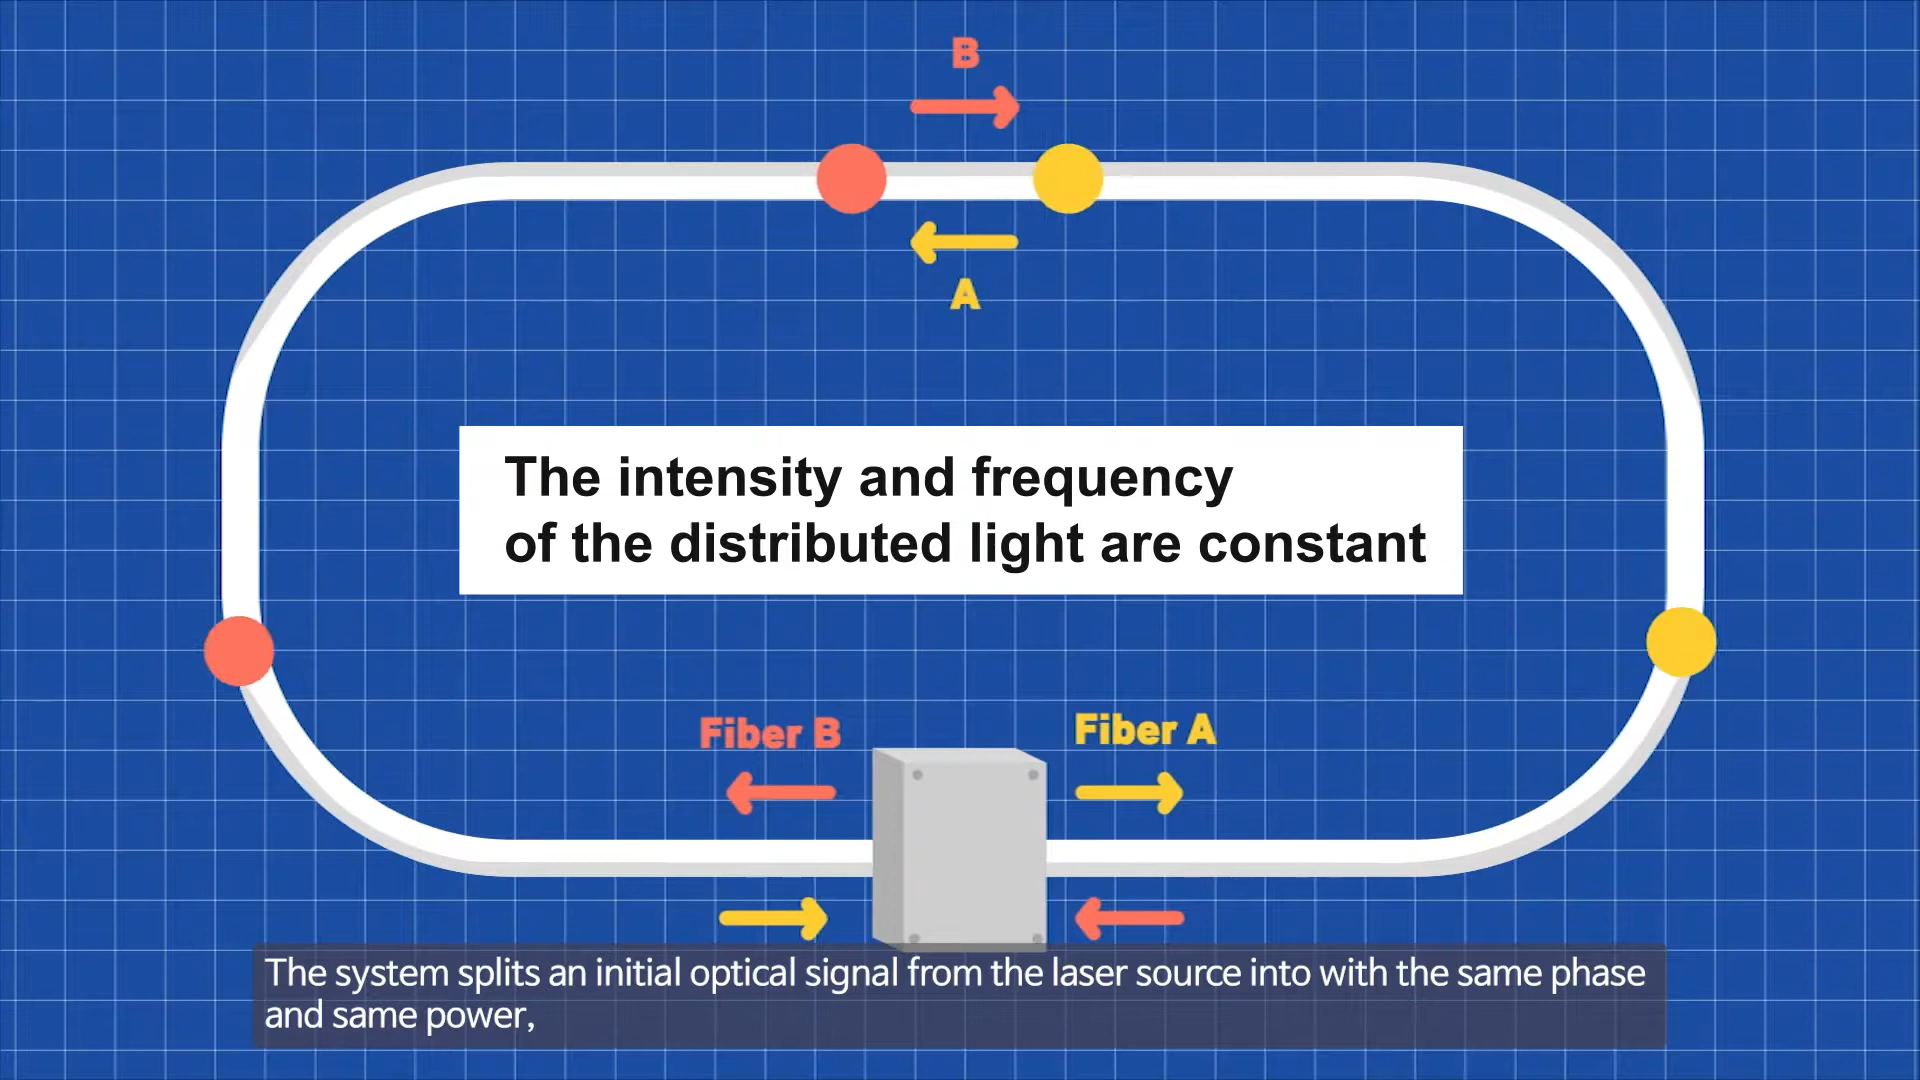 B
A
The intensity and frequency
of the distributed light are constant
Fiber B
Fiber A
The system splits an initial optical signal from the laser source into with the same phase
and same power,